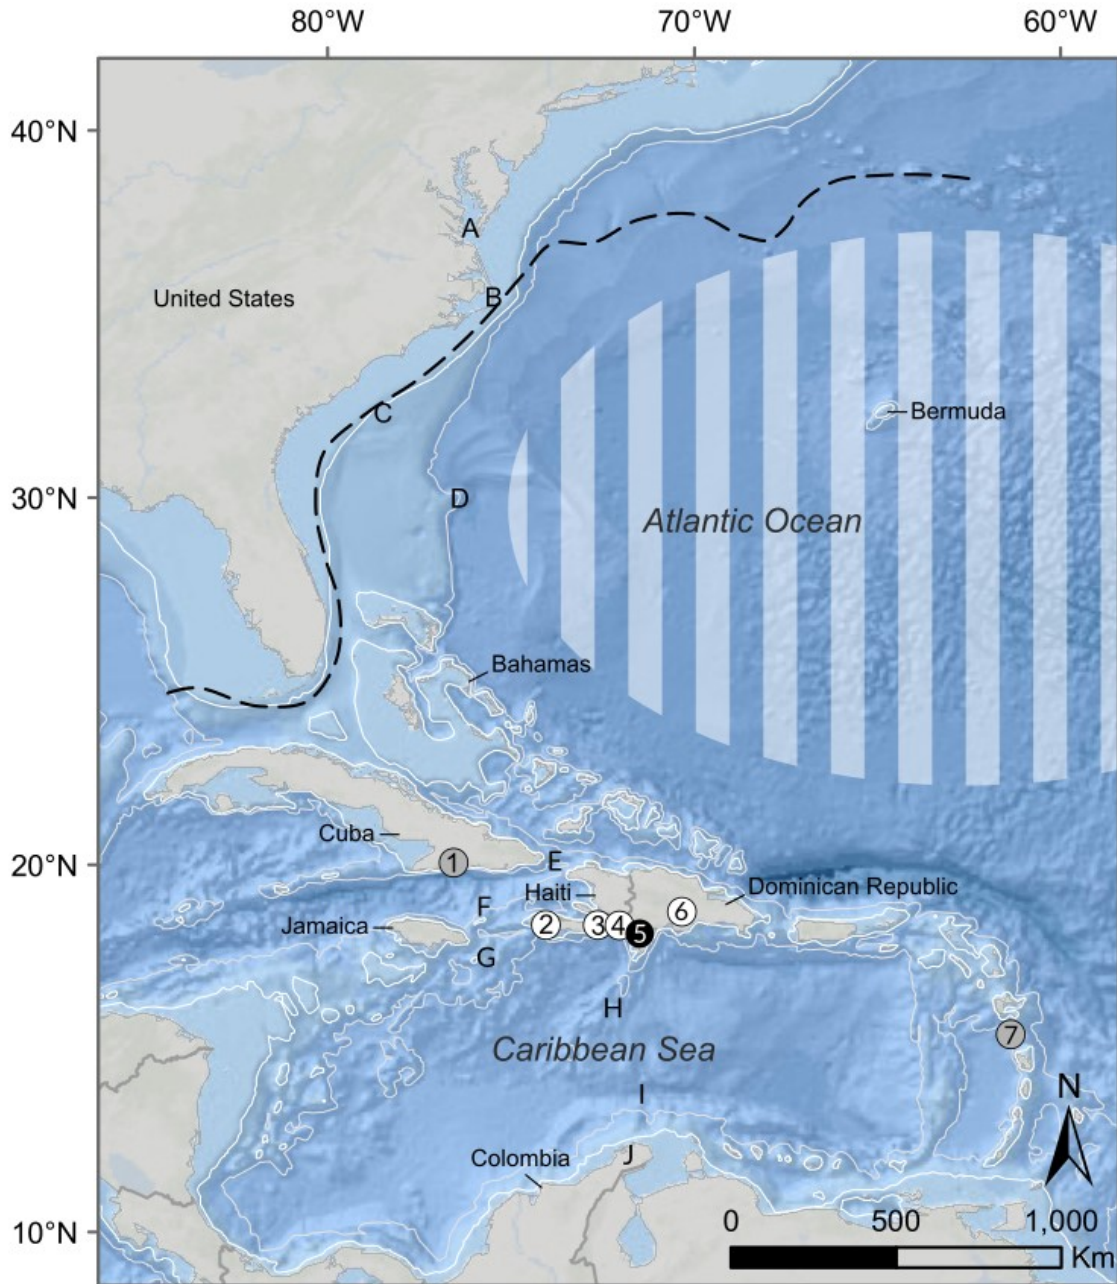 80°W 70°W 60°W
40°N
A
United States
B
C
Bermuda
30°N
D
Atlantic Ocean
Bahamas
Cuba
20°N
1
E
Haiti
Dominican Republic
F
6
Jamaica
2
3
4
5
G
H
7
Caribbean Sea
I
N
Colombia
J
10°N
0 500 1,000
Km